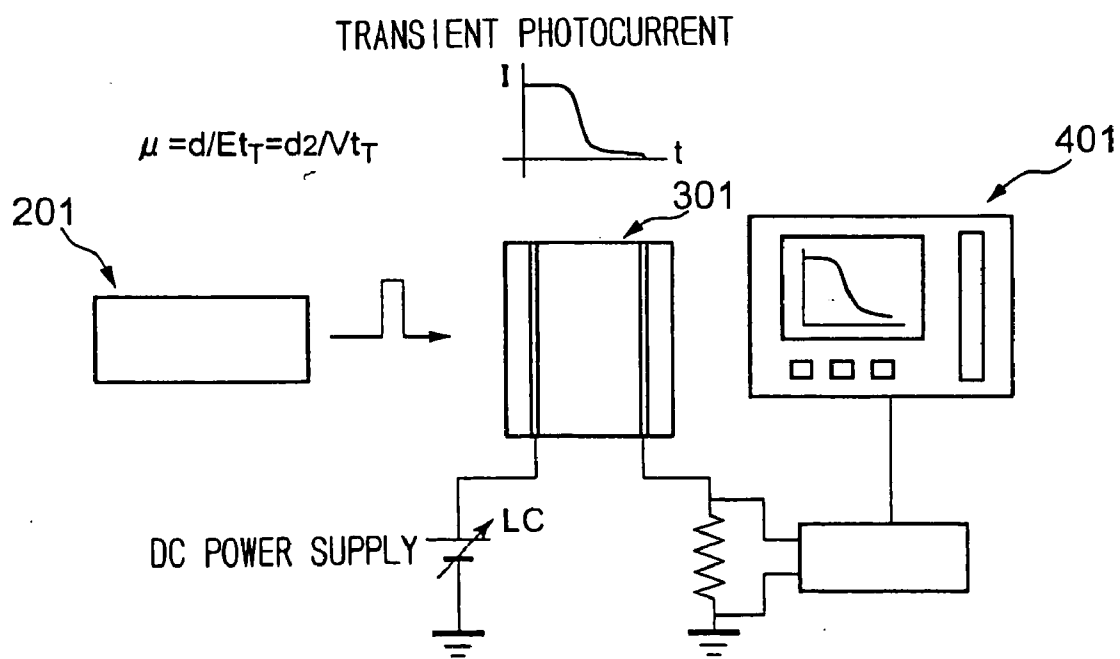 TRANSIENT PHOTOCURRENT
I
t
μ=d/Et_T=d2/Vt_T
401
201
301
LC
DC POWER SUPPLY